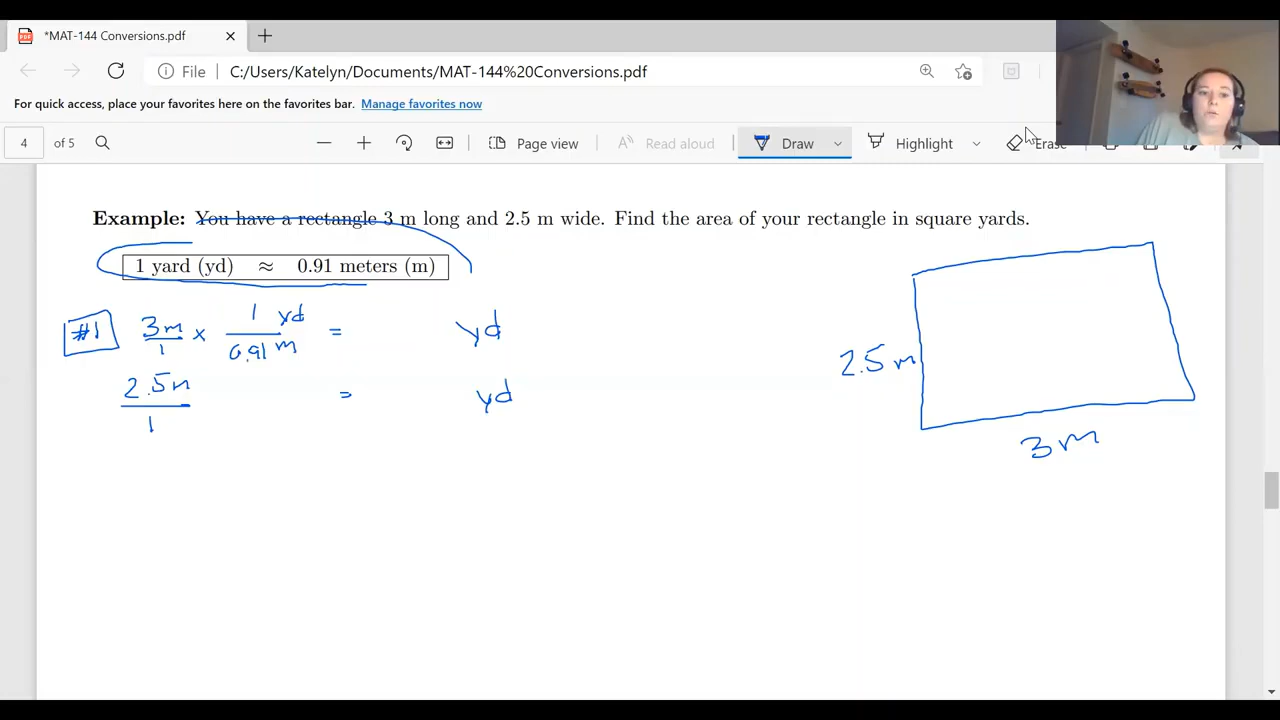 *MAT-144 Conversions.pdf
File C:/Users/Katelyn/Documents/MAT-144%20Conversions.pdf
For quick access, place your favorites here on the favorites bar. Manage favorites now
4 of 5 Page view Read aloud Draw Highlight Erase
Example: You have a rectangle 3 m long and 2.5 m wide. Find the area of your rectangle in square yards.
1 yard (yd) ≈ 0.91 meters (m)
#1 3m/1 x 1 yd/0.91 m = yd
2.5m/1 = yd
2.5 m
3 m